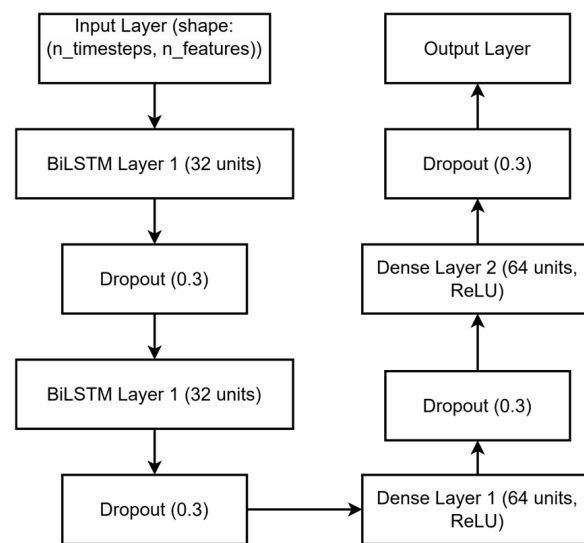 Input Layer (shape:
(n_timesteps, n_features))
BiLSTM Layer 1 (32 units)
Dropout (0.3)
BiLSTM Layer 1 (32 units)
Dropout (0.3)
Dense Layer 1 (64 units,
ReLU)
Dropout (0.3)
Dense Layer 2 (64 units,
ReLU)
Dropout (0.3)
Output Layer